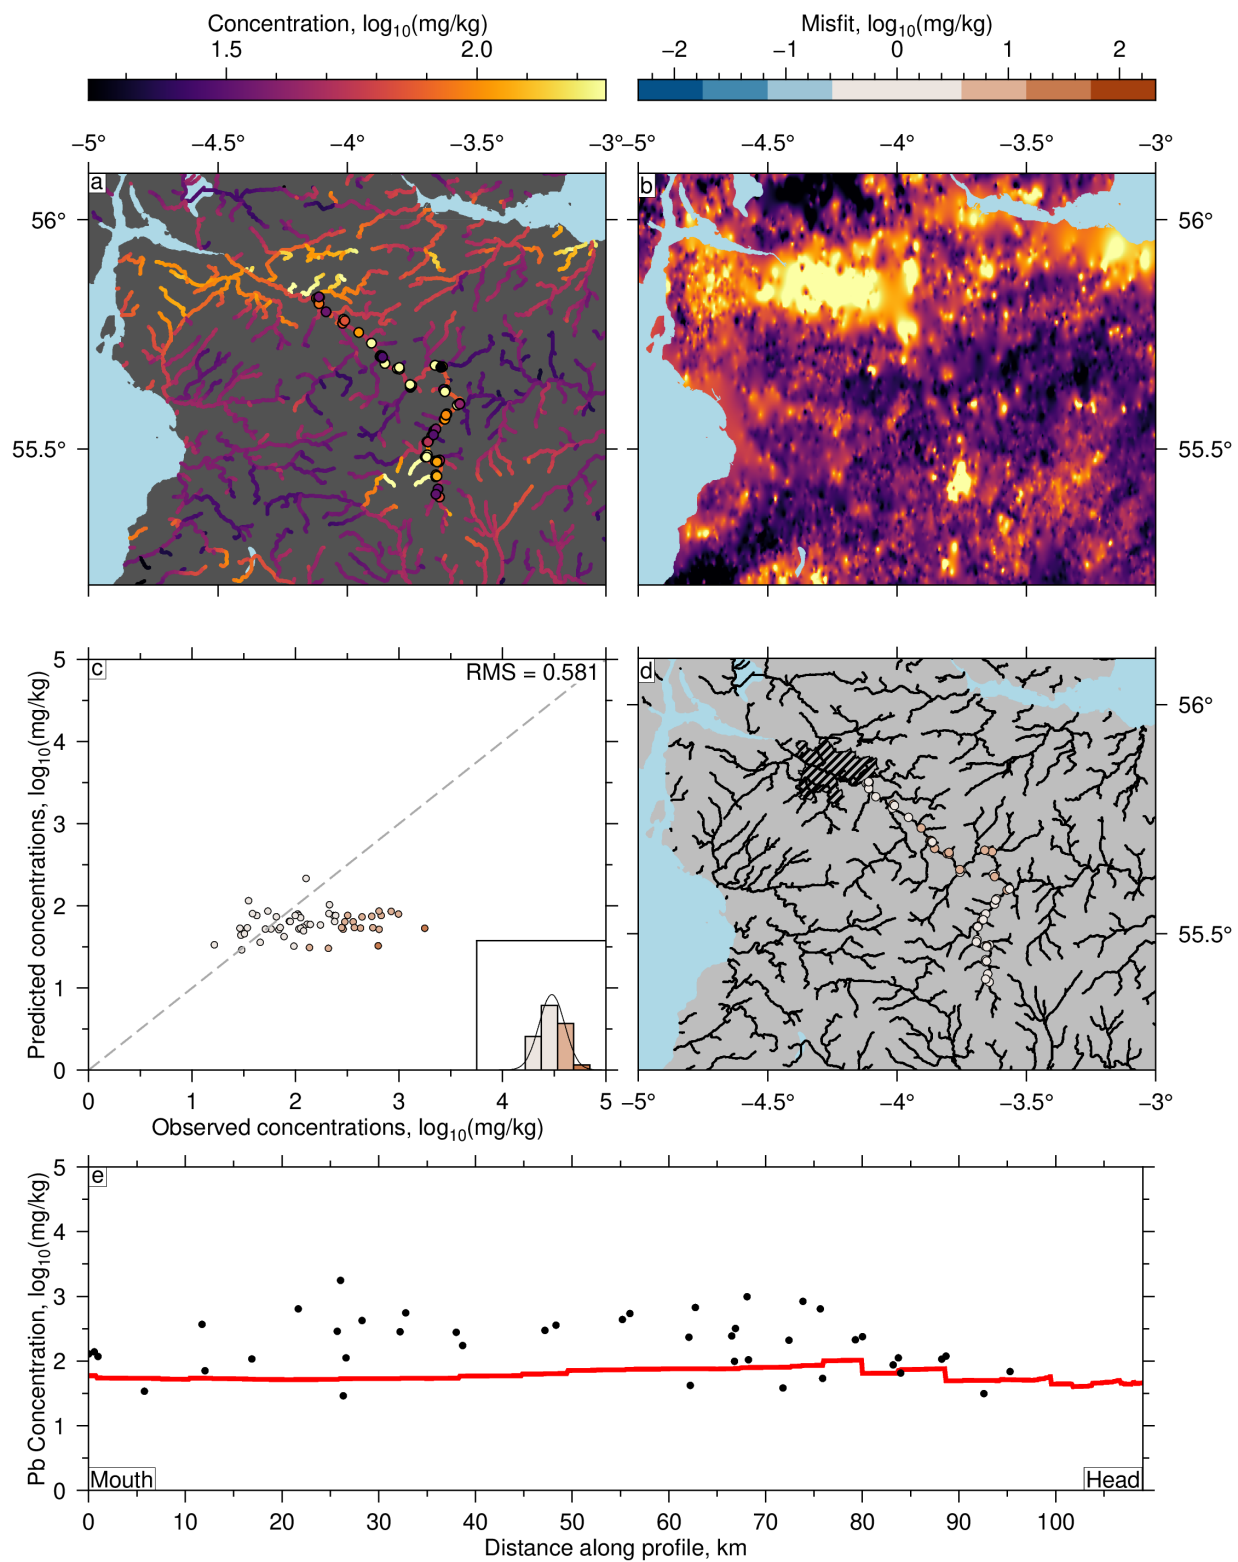 Concentration, log10(mg/kg)
Misfit, log10(mg/kg)
1.5 2.0
−2 −1 0 1 2
−5° −4.5° −4° −3.5° −3° −5° −4.5° −4° −3.5° −3°
a
b
56°
56°
55.5°
55.5°
c
RMS = 0.581
d
5
4
3
2
1
0
Predicted concentrations, log10(mg/kg)
56°
55.5°
0 1 2 3 4 5
−5° −4.5° −4° −3.5° −3°
Observed concentrations, log10(mg/kg)
e
5
4
3
2
1
0
Pb Concentration, log10(mg/kg)
Mouth
Head
0 10 20 30 40 50 60 70 80 90 100
Distance along profile, km